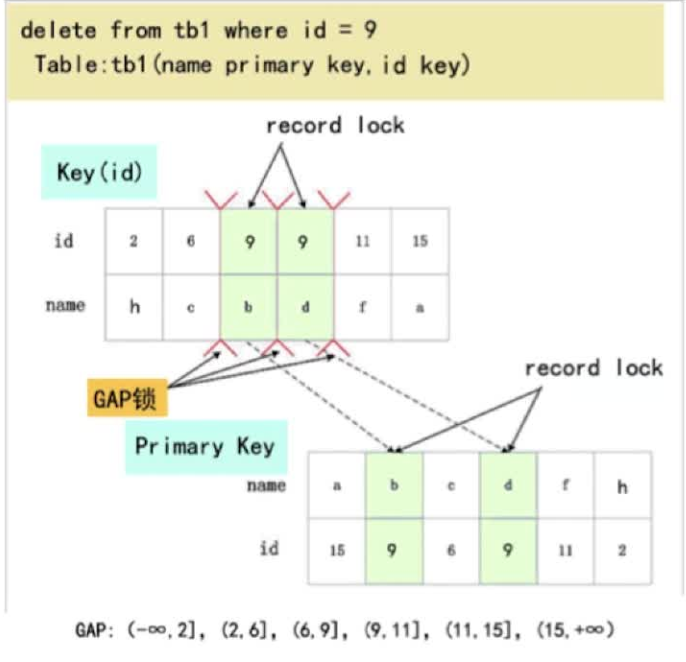 delete from tb1 where id = 9
Table:tb1(name primary key,id key)
record lock
Key(id)
id 2 6 9 9 11 15
name h c b d f a
GAP锁
record lock
Primary Key
name a b c d f h
id 15 9 6 9 11 2
GAP: (-∞,2], (2,6], (6,9], (9,11], (11,15], (15,+∞)